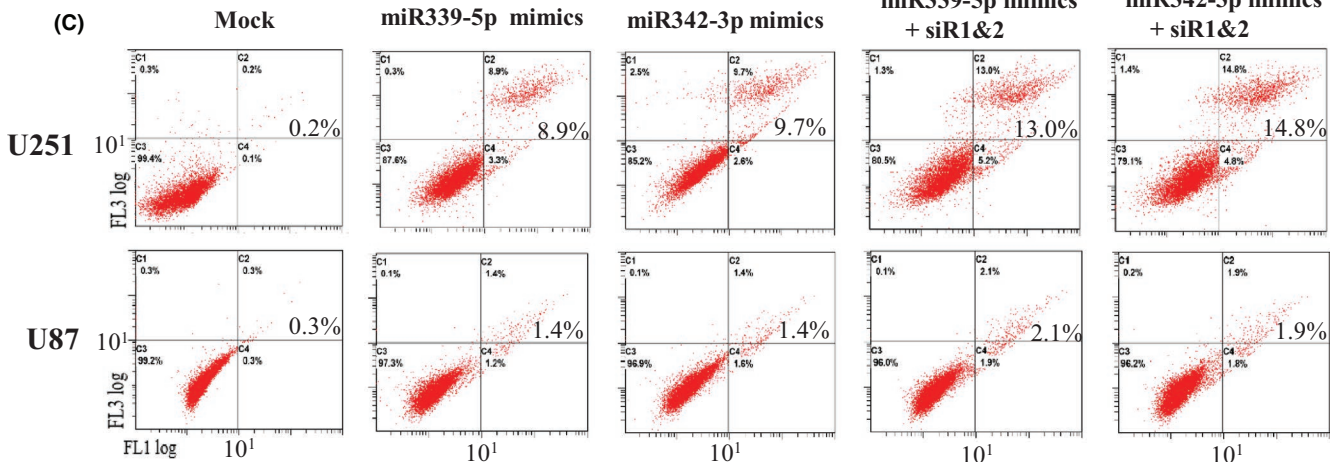 (C)
Mock
miR339-5p mimics
miR342-3p mimics
miR339-5p mimics
+ siR1&2
miR342-3p mimics
+ siR1&2
U251
C1
0.3%
C2
0.2%
0.2%
10¹
C3
99.4%
C4
0.1%
FL3 log
C1
0.3%
C2
8.9%
8.9%
C3
87.6%
C4
3.3%
C1
2.5%
C2
9.7%
9.7%
C3
85.2%
C4
2.6%
C1
1.3%
C2
13.0%
13.0%
C3
80.5%
C4
5.2%
C1
1.4%
C2
14.8%
14.8%
C3
79.1%
C4
4.8%
U87
C1
0.3%
C2
0.3%
0.3%
10¹
C3
99.2%
C4
0.3%
FL3 log
FL1 log
10¹
C1
0.1%
C2
1.4%
1.4%
C3
97.3%
C4
1.2%
10¹
C1
0.1%
C2
1.4%
1.4%
C3
96.9%
C4
1.6%
10¹
C1
0.1%
C2
2.1%
2.1%
C3
96.0%
C4
1.9%
10¹
C1
0.2%
C2
1.9%
1.9%
C3
96.2%
C4
1.8%
10¹